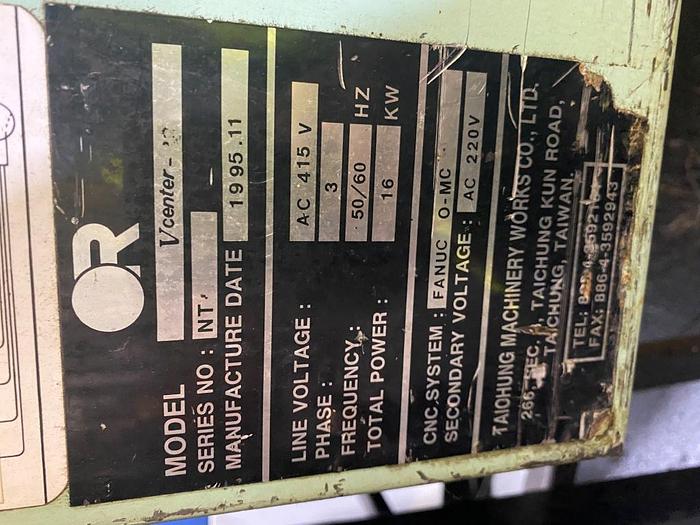 OR
MODEL Vcenter-
SERIES NO : NT
MANUFACTURE DATE 1995.11
LINE VOLTAGE : AC 415 V
PHASE : 3
FREQUENCY : 50/60 HZ
TOTAL POWER : 16 KW
CNC.SYSTEM : FANUC O-MC
SECONDARY VOLTAGE : AC 220V
TAICHUNG MACHINERY WORKS CO., LTD.
266, SEC. TAICHUNG KUN ROAD,
TAICHUNG, TAIWAN.
TEL:
FAX: 886-4-3592943